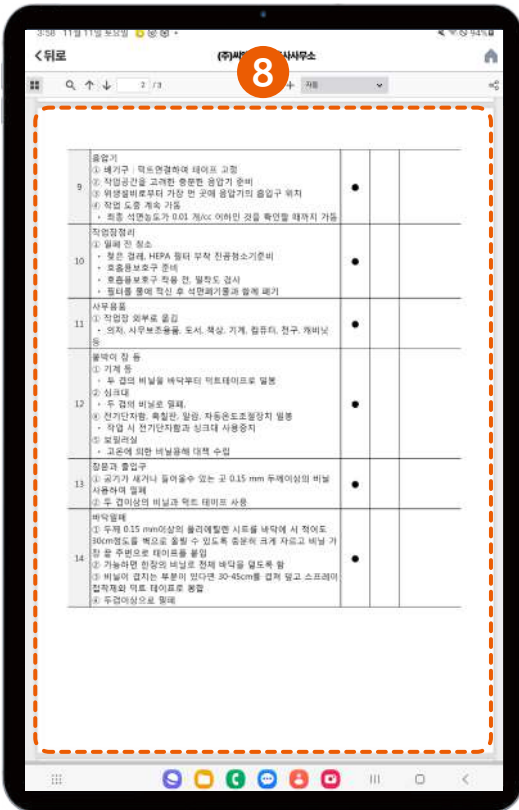 3:58 11월 11일 토요일
94%
뒤로
(주)
사무소
8
2 / 3
자동
음압기
① 배기구 : 덕트연결하여 테이프 고정
② 작업공간을 고려한 충분한 음압기 준비
9
③ 위생설비로부터 가장 먼 곳에 음압기의 흡입구 위치
④ 작업 도중 계속 가동
• 최종 석면농도가 0.01 개/cc 이하인 것을 확인할 때까지 가동
작업장정리
① 밀폐 전 청소
• 젖은 걸레, HEPA 필터 부착 진공청소기준비
10
• 호흡용보호구 준비
• 호흡용보호구 착용 전, 밀착도 검사
• 필터를 물에 적신 후 석면폐기물과 함께 폐기
사무용품
① 작업장 외부로 옮김
11
• 의자, 사무보조용품, 도서, 책상, 기계, 컴퓨터, 전구, 캐비닛
등
붙박이 장 등
① 기계 등
• 두 겹의 비닐을 바닥부터 덕트테이프로 밀봉
② 싱크대
12
• 두 겹의 비닐로 밀폐,
④ 전기단자함, 흑칠판, 알람, 자동온도조절장치 밀봉
• 작업 시 전기단자함과 싱크대 사용중지
⑤ 보일러실
• 고온에 의한 비닐용해 대책 수립
창문과 출입구
① 공기가 새거나 들어올수 있는 곳 0.15 mm 두께이상의 비닐
13
사용하여 밀폐
② 두 겹이상의 비닐과 덕트 테이프 사용
바닥밀폐
① 두께 0.15 mm이상의 폴리에틸렌 시트를 바닥에 시 적어도
30cm정도를 벽으로 올릴 수 있도록 충분히 크게 자르고 비닐 가
장 끝 주변으로 테이프를 붙임
14
② 가능하면 한장의 비닐로 전체 바닥을 덮도록 함
③ 비닐이 겹치는 부분이 있다면 30-45cm를 겹쳐 덮고 스프레이
접착제와 덕트 테이프로 봉합
④ 두겹이상으로 밀폐